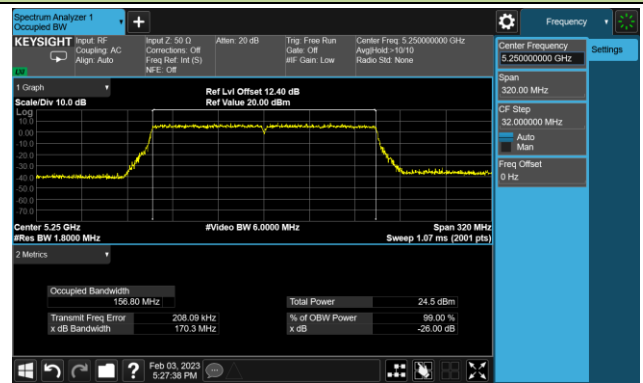 Spectrum Analyzer 1
Occupied BW
Frequency
KEYSIGHT
Input: RF
Coupling: AC
Align: Auto
Input Z: 50 Ω
Corrections: Off
Freq Ref: Int (S)
NFE: Off
Atten: 20 dB
Trig: Free Run
Gate: Off
#IF Gain: Low
Center Freq: 5.250000000 GHz
Avg|Hold:>10/10
Radio Std: None
Center Frequency
5.250000000 GHz
Settings
Span
320.00 MHz
CF Step
32.000000 MHz
Auto
Man
Freq Offset
0 Hz
1 Graph
Scale/Div 10.0 dB
Ref Lvl Offset 12.40 dB
Ref Value 20.00 dBm
Log
10.0
0.00
-10.0
-20.0
-30.0
-40.0
-50.0
-60.0
-70.0
Center 5.25 GHz
#Res BW 1.8000 MHz
#Video BW 6.0000 MHz
Span 320 MHz
Sweep 1.07 ms (2001 pts)
2 Metrics
Occupied Bandwidth
156.80 MHz
Transmit Freq Error 208.09 kHz
x dB Bandwidth 170.3 MHz
Total Power 24.5 dBm
% of OBW Power 99.00 %
x dB -26.00 dB
?
Feb 03, 2023
5:27:38 PM